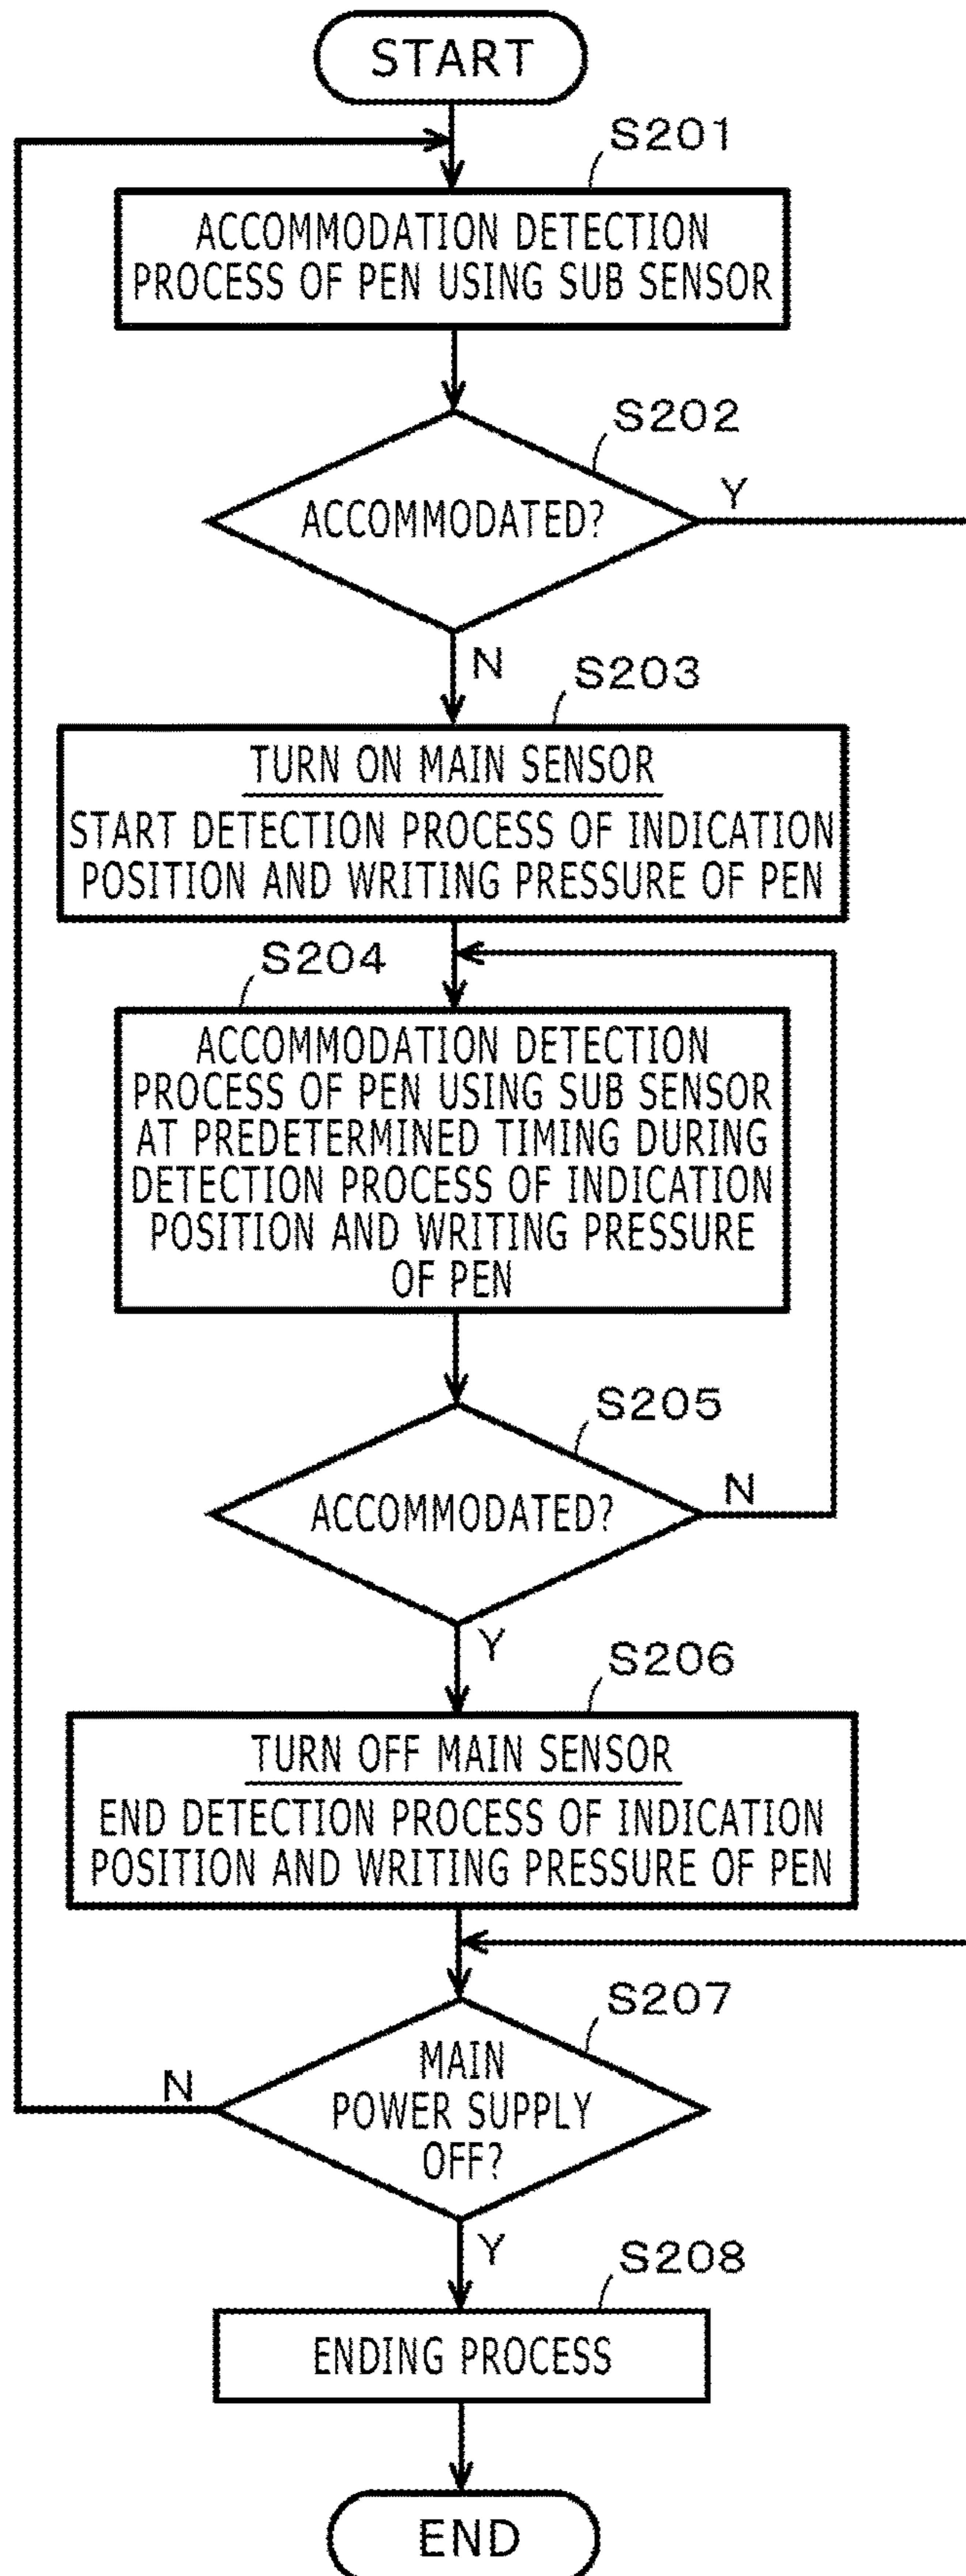 START
S201
ACCOMMODATION DETECTION
PROCESS OF PEN USING SUB SENSOR
S202
ACCOMMODATED?
Y
N
S203
TURN ON MAIN SENSOR
START DETECTION PROCESS OF INDICATION
POSITION AND WRITING PRESSURE OF PEN
S204
ACCOMMODATION DETECTION
PROCESS OF PEN USING SUB SENSOR
AT PREDETERMINED TIMING DURING
DETECTION PROCESS OF INDICATION
POSITION AND WRITING PRESSURE
OF PEN
S205
ACCOMMODATED?
N
Y
S206
TURN OFF MAIN SENSOR
END DETECTION PROCESS OF INDICATION
POSITION AND WRITING PRESSURE OF PEN
S207
MAIN
POWER SUPPLY
OFF?
N
Y
S208
ENDING PROCESS
END